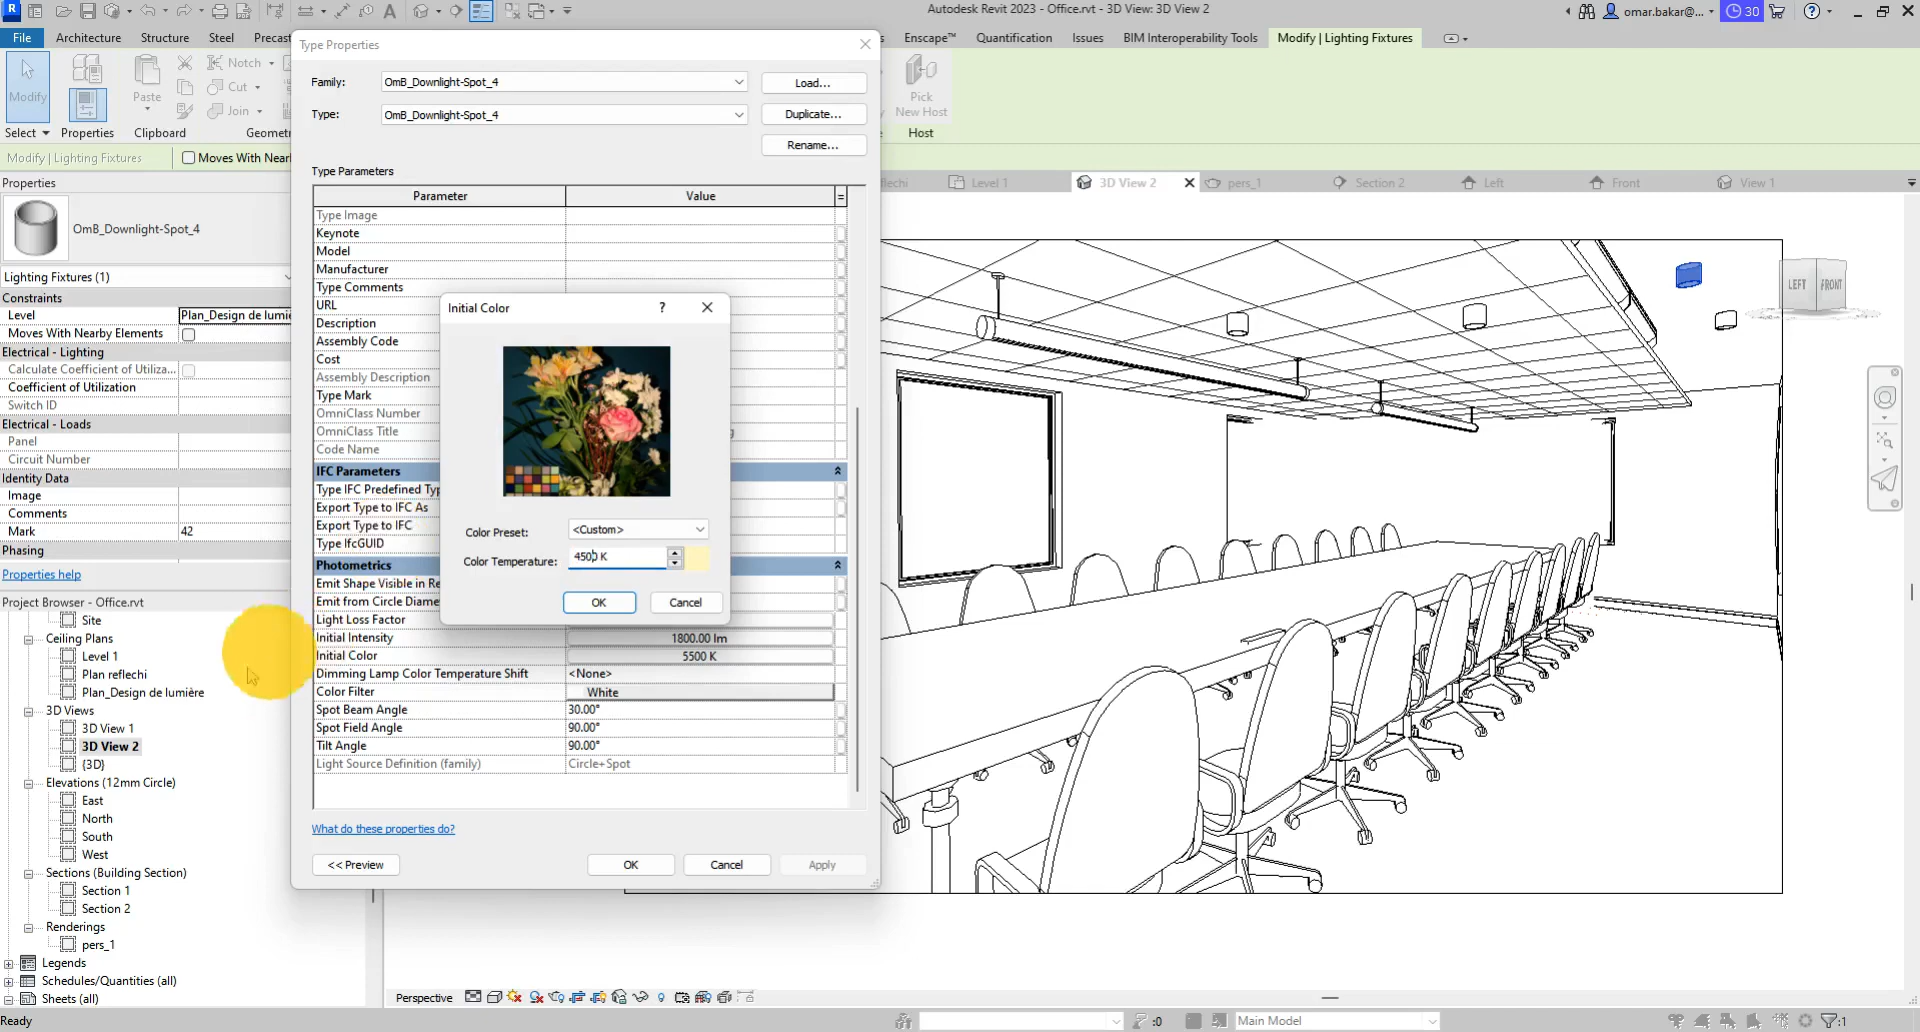 Autodesk Revit 2023 - Office.rvt - 3D View: 3D View 2
omar.bakar@...
30
File
Architecture
Structure
Steel
Precast
Enscape™
Quantification
Issues
BIM Interoperability Tools
Modify | Lighting Fixtures
Modify
Paste
Notch
Cut
Join
Pick
New Host
Select
Properties
Clipboard
Geomet
Host
Modify | Lighting Fixtures
Moves With Near
Type Properties
Family:
OmB_Downlight-Spot_4
Load...
Type:
OmB_Downlight-Spot_4
Duplicate...
Rename...
Type Parameters
Parameter
Value
Type Image
Keynote
Model
Manufacturer
Type Comments
URL
Description
Assembly Code
Cost
Assembly Description
Type Mark
OmniClass Number
OmniClass Title
Code Name
IFC Parameters
Type IFC Predefined Typ
Export Type to IFC As
Export Type to IFC
Type IfcGUID
Photometrics
Emit Shape Visible in Re
Emit from Circle Diame
Light Loss Factor
Initial Intensity
1800.00 lm
Initial Color
5500 K
Dimming Lamp Color Temperature Shift
<None>
Color Filter
White
Spot Beam Angle
30.00°
Spot Field Angle
90.00°
Tilt Angle
90.00°
Light Source Definition (family)
Circle+Spot
What do these properties do?
<< Preview
OK
Cancel
Apply
Initial Color
?
Color Preset:
<Custom>
Color Temperature:
4500 K
OK
Cancel
Properties
OmB_Downlight-Spot_4
Lighting Fixtures (1)
Constraints
Level
Plan_Design de lumiè
Moves With Nearby Elements
Electrical - Lighting
Calculate Coefficient of Utiliza...
Coefficient of Utilization
Switch ID
Electrical - Loads
Panel
Circuit Number
Identity Data
Image
Comments
Mark
42
Phasing
Properties help
Project Browser - Office.rvt
Site
Ceiling Plans
Level 1
Plan reflechi
Plan_Design de lumière
3D Views
3D View 1
3D View 2
{3D}
Elevations (12mm Circle)
East
North
South
West
Sections (Building Section)
Section 1
Section 2
Renderings
pers_1
Legends
Schedules/Quantities (all)
Sheets (all)
flechi
Level 1
3D View 2
pers_1
Section 2
Left
Front
View 1
LEFT
FRONT
Perspective
Ready
:0
Main Model
:1